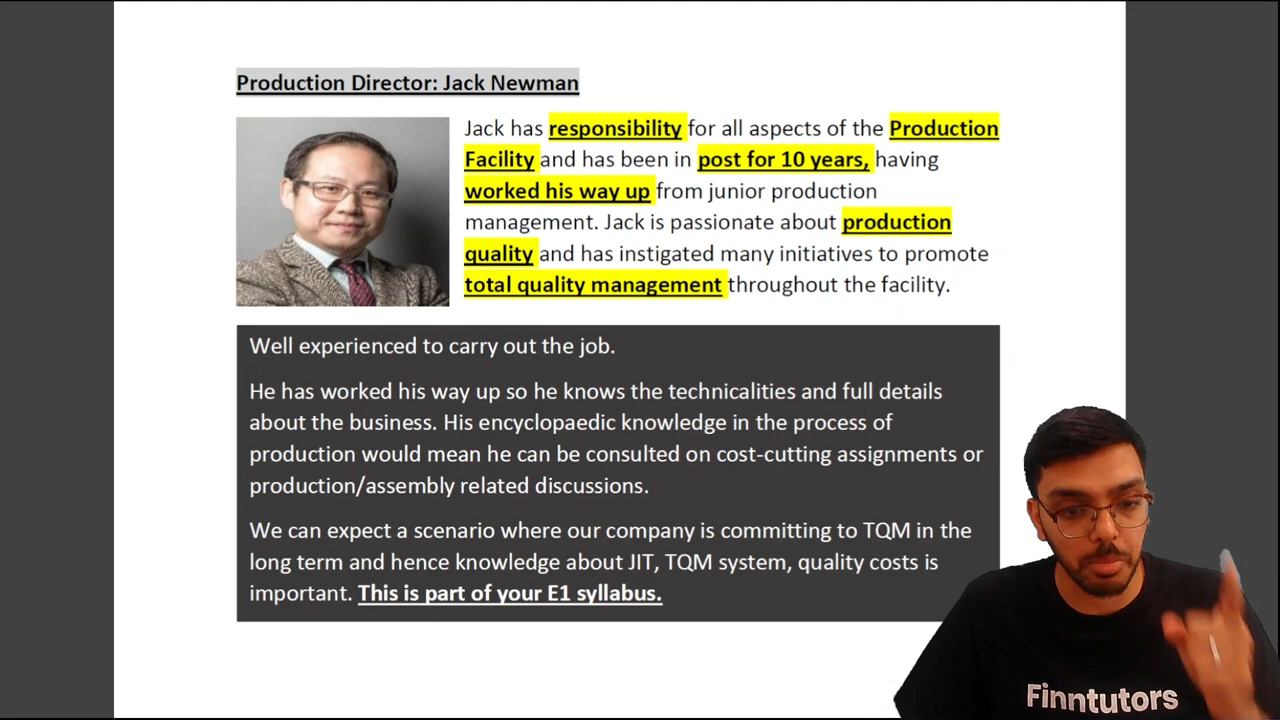 Production Director: Jack Newman
Jack has responsibility for all aspects of the Production
Facility and has been in post for 10 years, having
worked his way up from junior production
management. Jack is passionate about production
quality and has instigated many initiatives to promote
total quality management throughout the facility.
Well experienced to carry out the job.
He has worked his way up so he knows the technicalities and full details
about the business. His encyclopaedic knowledge in the process of
production would mean he can be consulted on cost-cutting assignments or
production/assembly related discussions.
We can expect a scenario where our company is committing to TQM in the
long term and hence knowledge about JIT, TQM system, quality costs is
important. This is part of your E1 syllabus.
Finntutors